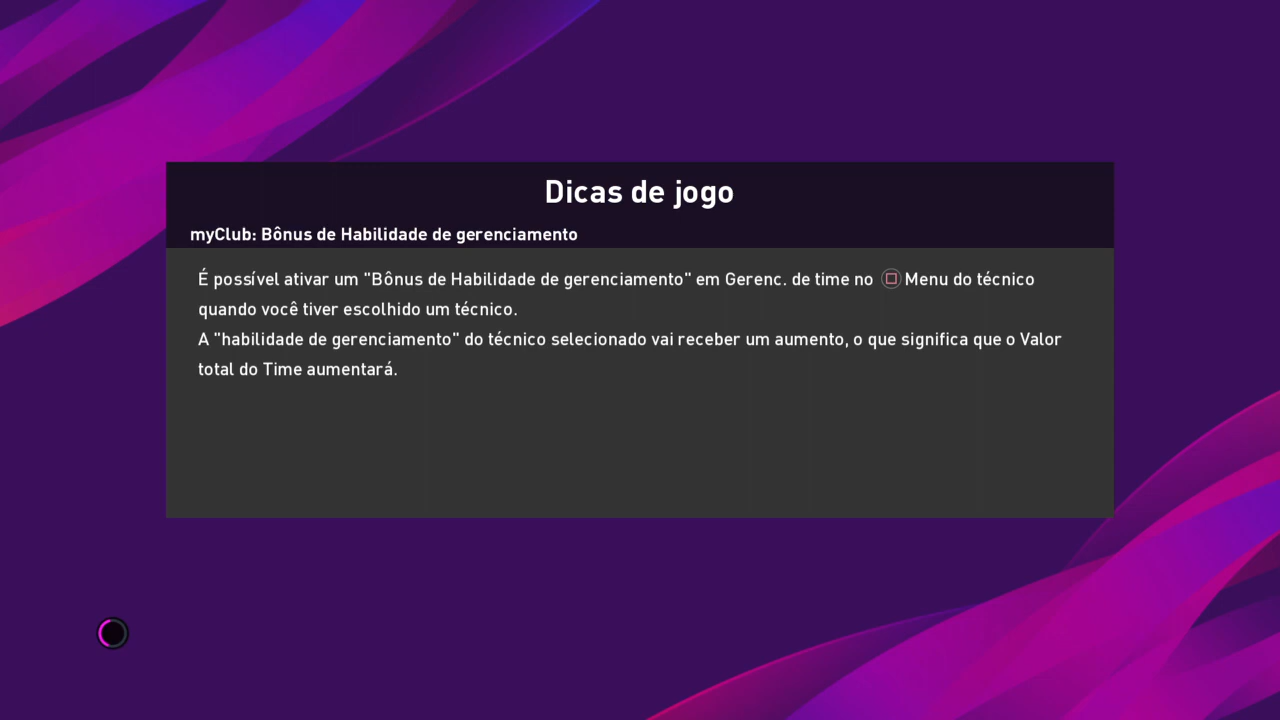 Dicas de jogo
myClub: Bônus de Habilidade de gerenciamento
É possível ativar um "Bônus de Habilidade de gerenciamento" em Gerenc. de time no Menu do técnico
quando você tiver escolhido um técnico.
A "habilidade de gerenciamento" do técnico selecionado vai receber um aumento, o que significa que o Valor
total do Time aumentará.